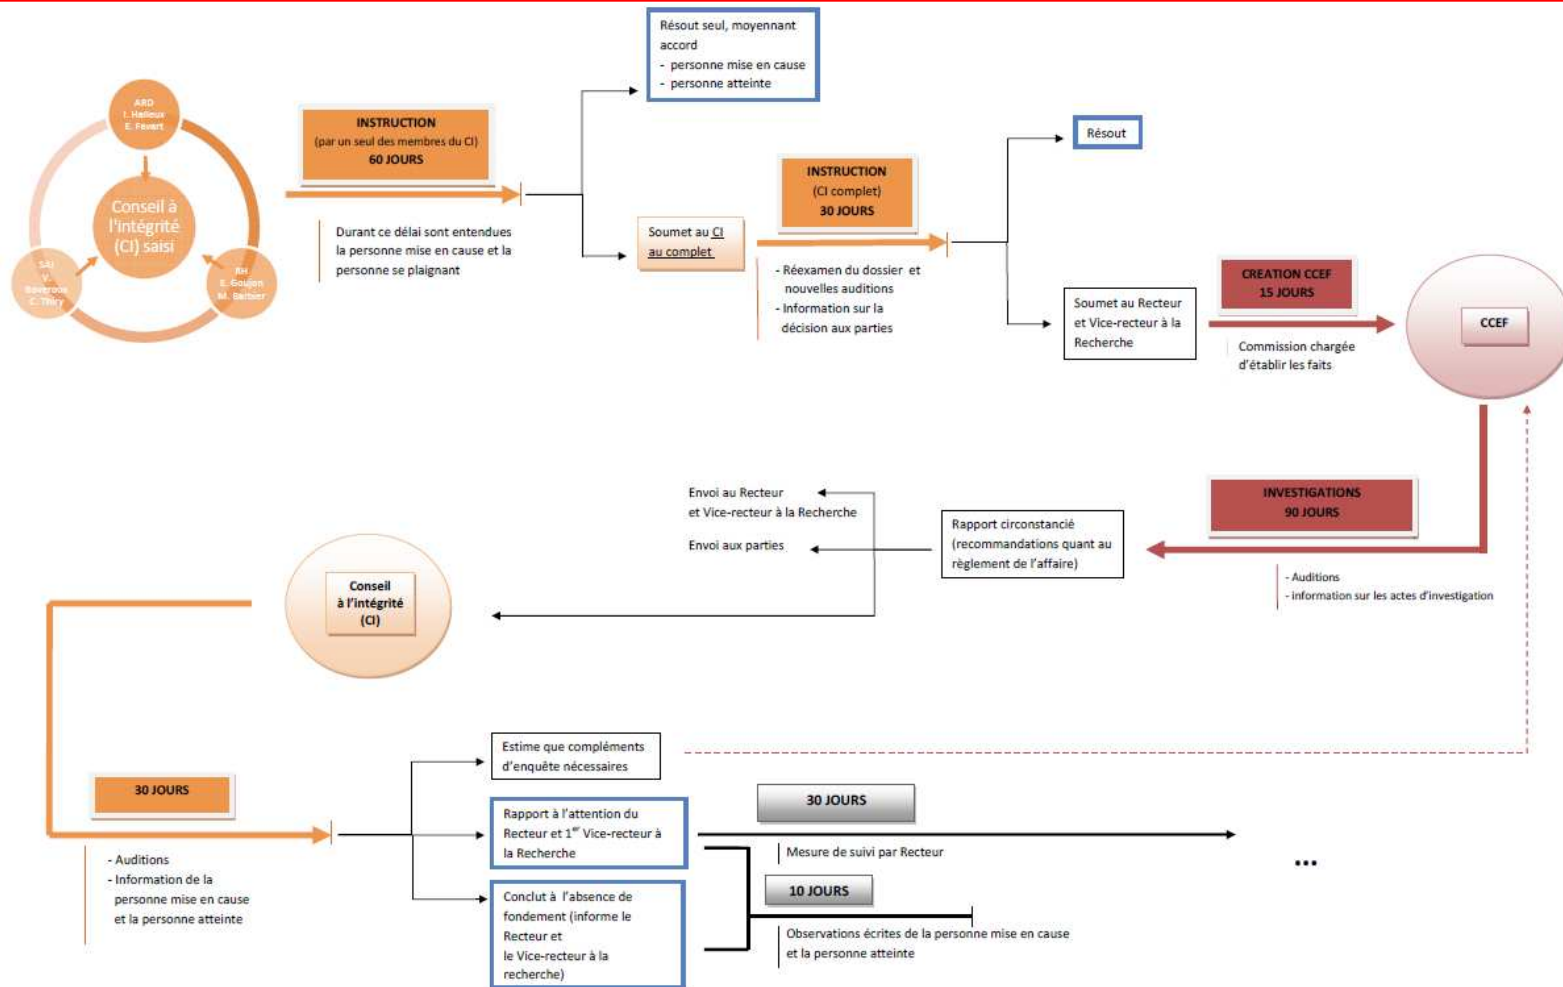 ARD
I. Halleux
E. Favart
Conseil à
l'intégrité
(CI) saisi
SAJ
V.
C. Thiry
RH
E. Goujon
M. Barbier
INSTRUCTION
(par un seul des membres du CI)
60 JOURS
Durant ce délai sont entendues
la personne mise en cause et la
personne se plaignant
Résout seul, moyennant
accord
- personne mise en cause
- personne atteinte
Soumet au CI
au complet
INSTRUCTION
(CI complet)
30 JOURS
- Réexamen du dossier et
nouvelles auditions
- Information sur la
décision aux parties
Résout
Soumet au Recteur
et Vice-recteur à la
Recherche
CREATION CCEF
15 JOURS
Commission chargée
d'établir les faits
CCEF
INVESTIGATIONS
90 JOURS
- Auditions
- information sur les actes d'investigation
Rapport circonstancié
(recommandations quant au
règlement de l'affaire)
Envoi au Recteur
et Vice-recteur à la Recherche
Envoi aux parties
Conseil
à l'intégrité
(CI)
30 JOURS
- Auditions
- Information de la
personne mise en cause
et la personne atteinte
Estime que compléments
d'enquête nécessaires
Rapport à l'attention du
Recteur et 1er Vice-recteur à
la Recherche
Conclut à l'absence de
fondement (informe le
Recteur et
le Vice-recteur à la
recherche)
30 JOURS
Mesure de suivi par Recteur
...
10 JOURS
Observations écrites de la personne mise en cause
et la personne atteinte